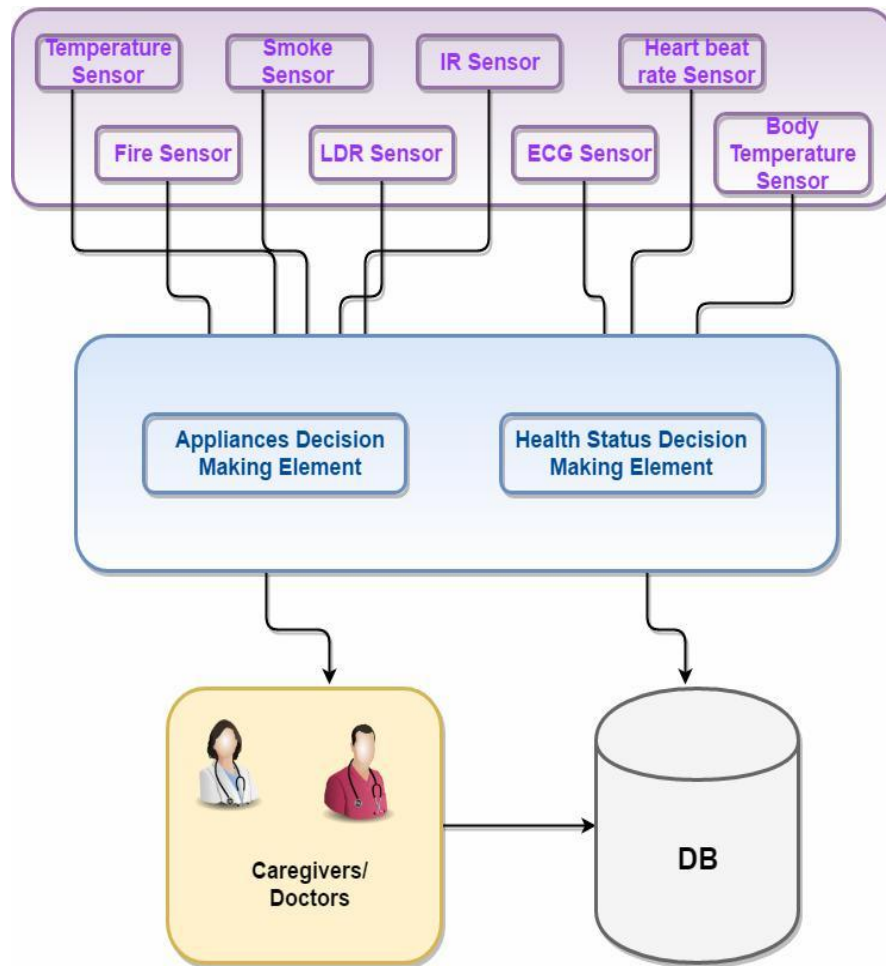 Temperature
Sensor
Smoke
Sensor
IR Sensor
Heart beat
rate Sensor
Fire Sensor
LDR Sensor
ECG Sensor
Body
Temperature
Sensor
Appliances Decision
Making Element
Health Status Decision
Making Element
Caregivers/
Doctors
DB